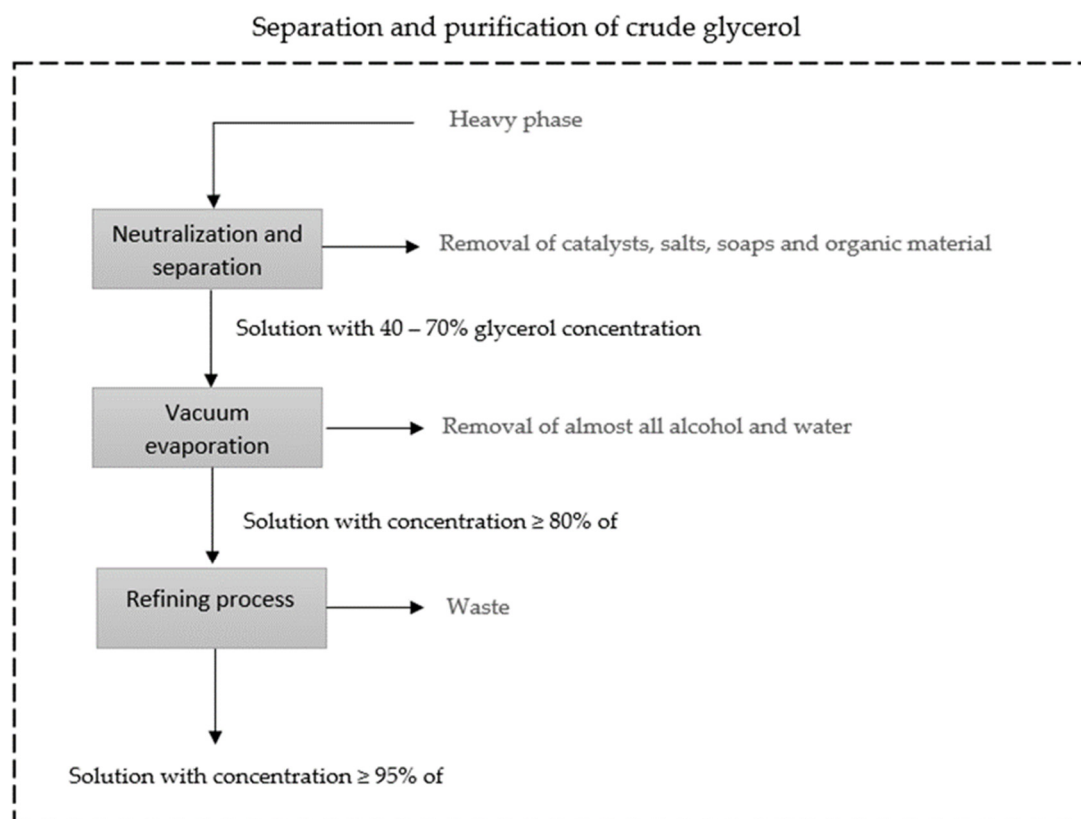 Separation and purification of crude glycerol
Heavy phase
Neutralization and
separation
Removal of catalysts, salts, soaps and organic material
Solution with 40 – 70% glycerol concentration
Vacuum
evaporation
Removal of almost all alcohol and water
Solution with concentration ≥ 80% of
Refining process
Waste
Solution with concentration ≥ 95% of